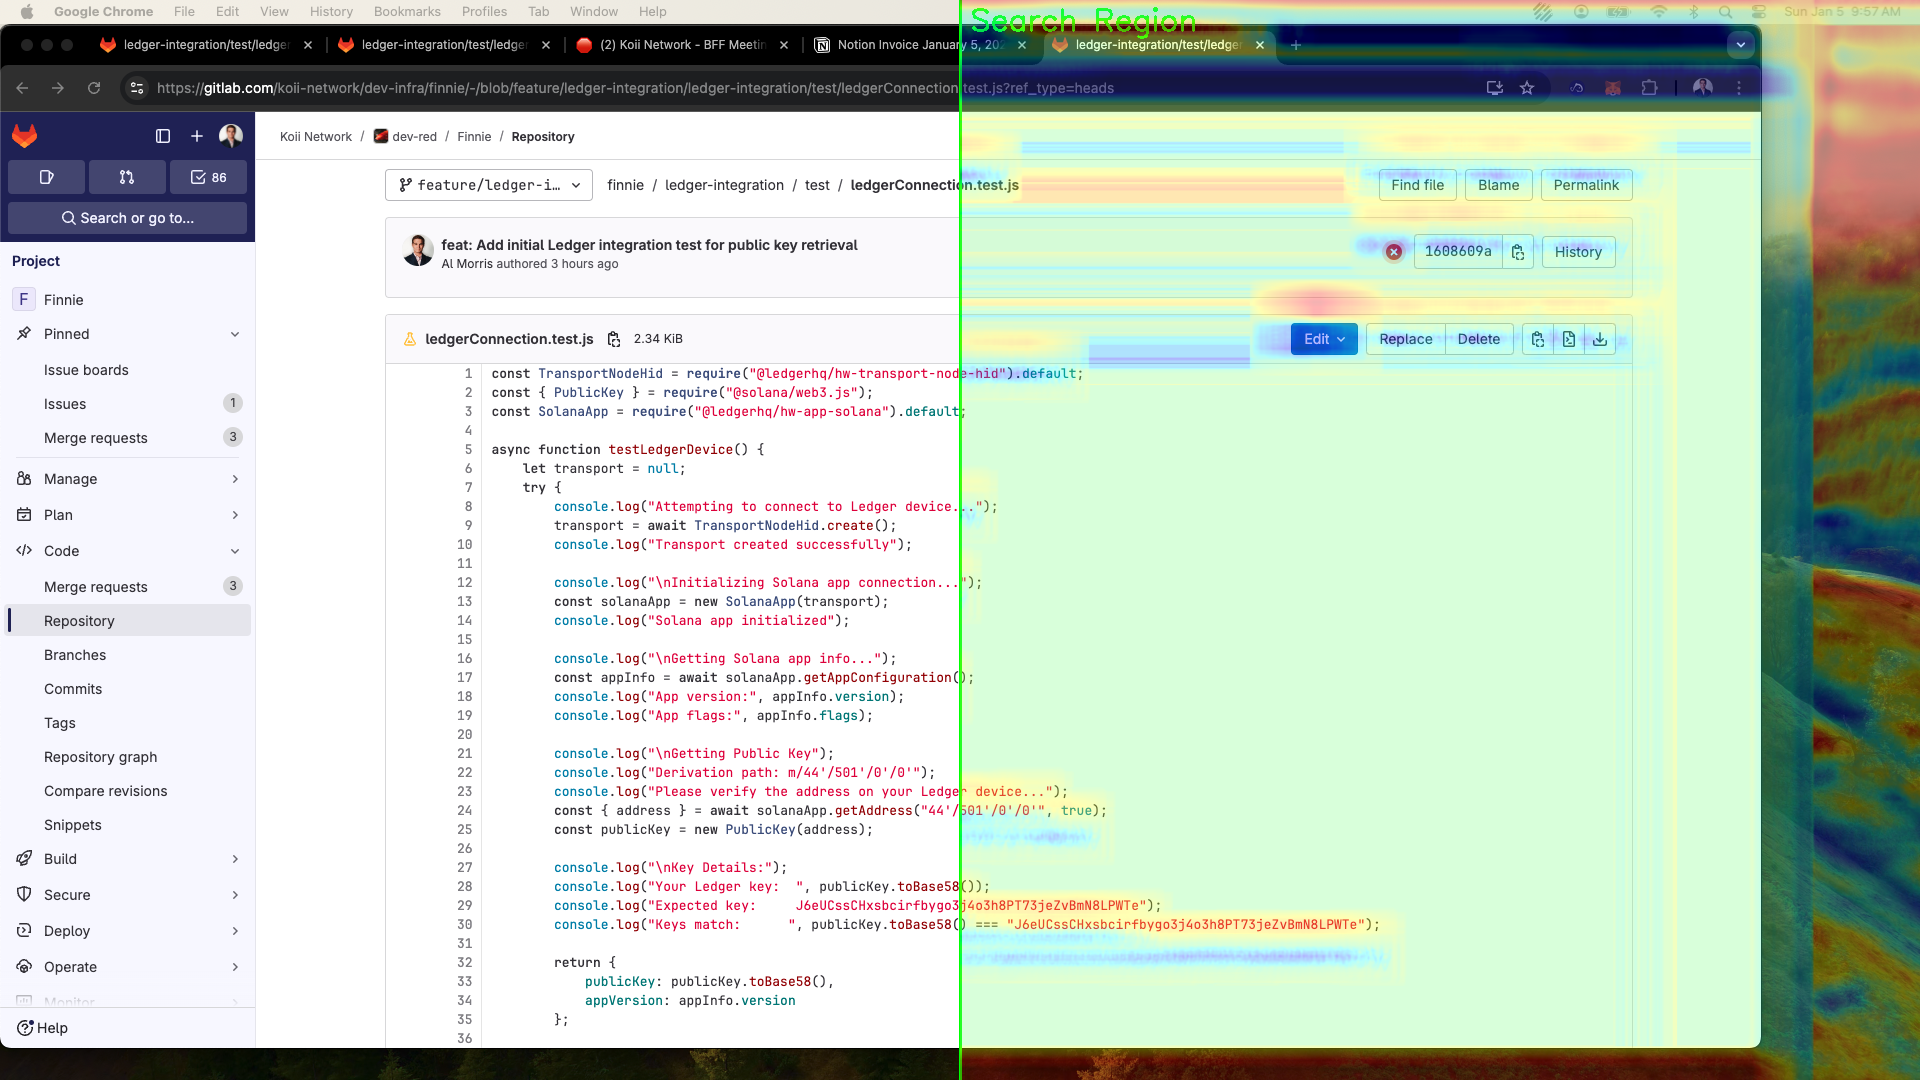 Google Chrome File Edit View History Bookmarks Profiles Tab Window Help
Sun Jan 5 9:57 AM
Search Region
ledger-integration/test/ledger
ledger-integration/test/ledger
(2) Koii Network - BFF Meetin
Notion Invoice January 5, 202
ledger-integration/test/ledger
https://gitlab.com/koii-network/dev-infra/finnie/-/blob/feature/ledger-integration/ledger-integration/test/ledgerConnection.test.js?ref_type=heads
86
Search or go to...
Project
F Finnie
Pinned
Issue boards
Issues 1
Merge requests 3
Manage
Plan
Code
Merge requests 3
Repository
Branches
Commits
Tags
Repository graph
Compare revisions
Snippets
Build
Secure
Deploy
Operate
Monitor
Help
Koii Network / dev-red / Finnie / Repository
feature/ledger-i… finnie / ledger-integration / test / ledgerConnection.test.js
Find file Blame Permalink
feat: Add initial Ledger integration test for public key retrieval
Al Morris authored 3 hours ago
1608609a History
ledgerConnection.test.js 2.34 KiB
Edit Replace Delete
1 const TransportNodeHid = require("@ledgerhq/hw-transport-node-hid").default;
2 const { PublicKey } = require("@solana/web3.js");
3 const SolanaApp = require("@ledgerhq/hw-app-solana").default;
4
5 async function testLedgerDevice() {
6 let transport = null;
7 try {
8 console.log("Attempting to connect to Ledger device...");
9 transport = await TransportNodeHid.create();
10 console.log("Transport created successfully");
11
12 console.log("\nInitializing Solana app connection...");
13 const solanaApp = new SolanaApp(transport);
14 console.log("Solana app initialized");
15
16 console.log("\nGetting Solana app info...");
17 const appInfo = await solanaApp.getAppConfiguration();
18 console.log("App version:", appInfo.version);
19 console.log("App flags:", appInfo.flags);
20
21 console.log("\nGetting Public Key");
22 console.log("Derivation path: m/44'/501'/0'/0'");
23 console.log("Please verify the address on your Ledger device...");
24 const { address } = await solanaApp.getAddress("44'/501'/0'/0'", true);
25 const publicKey = new PublicKey(address);
26
27 console.log("\nKey Details:");
28 console.log("Your Ledger key: ", publicKey.toBase58());
29 console.log("Expected key: J6eUCssCHxsbcirfbygo3j4o3h8PT73jeZvBmN8LPWTe");
30 console.log("Keys match: ", publicKey.toBase58() === "J6eUCssCHxsbcirfbygo3j4o3h8PT73jeZvBmN8LPWTe");
31
32 return {
33 publicKey: publicKey.toBase58(),
34 appVersion: appInfo.version
35 };
36